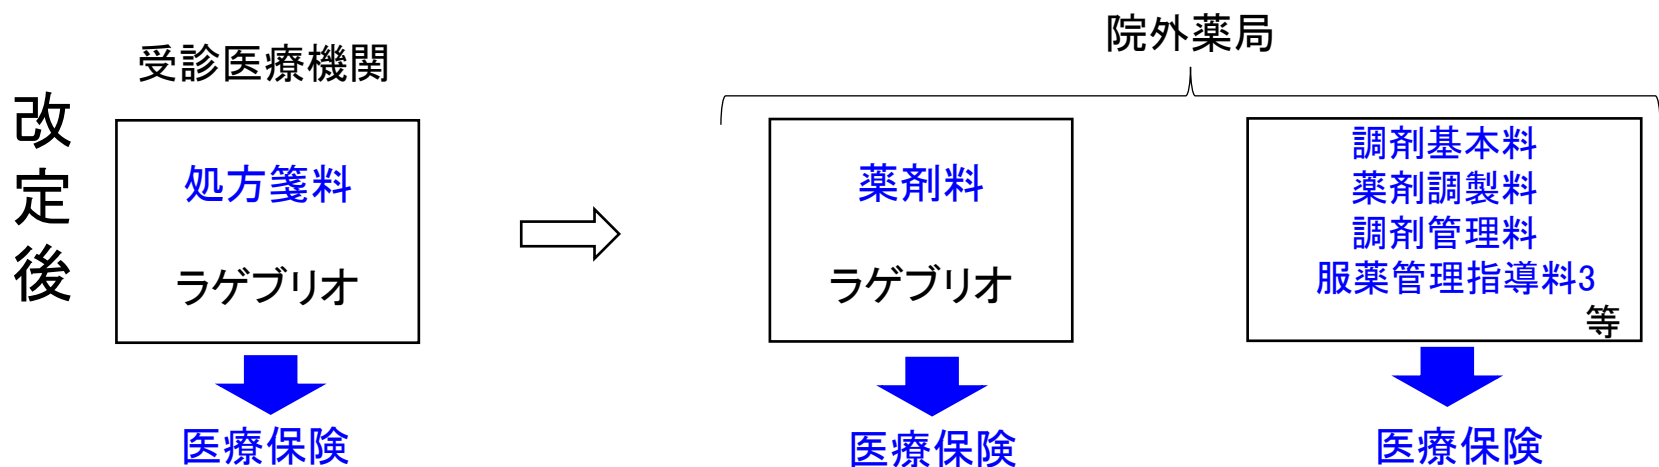 改定後
受診医療機関
処方箋料
ラゲブリオ
医療保険
院外薬局
薬剤料
ラゲブリオ
医療保険
調剤基本料
薬剤調製料
調剤管理料
服薬管理指導料3
等
医療保険